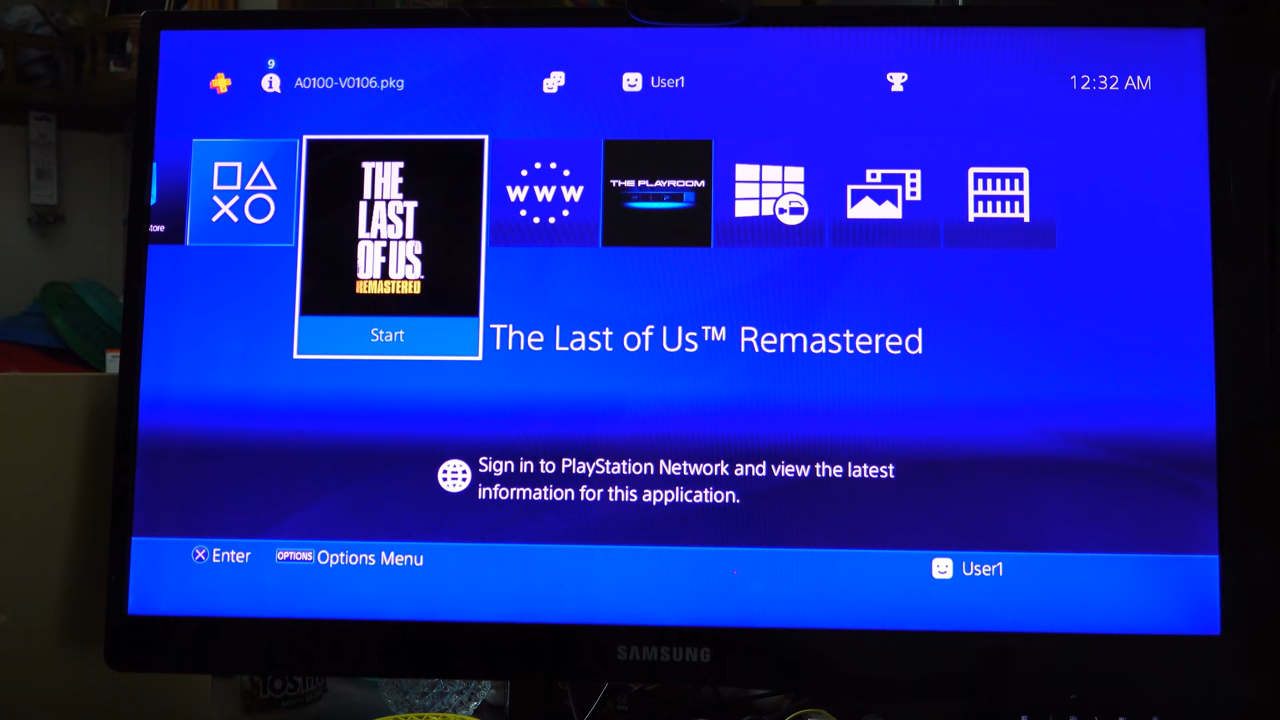 9
A0100-V0106.pkg
User1
12:32 AM
tore
THE
LAST
OF US
REMASTERED
Start
www
THE PLAYROOM
The Last of Us™ Remastered
Sign in to PlayStation Network and view the latest
information for this application.
Enter
OPTIONS Options Menu
User1
SAMSUNG